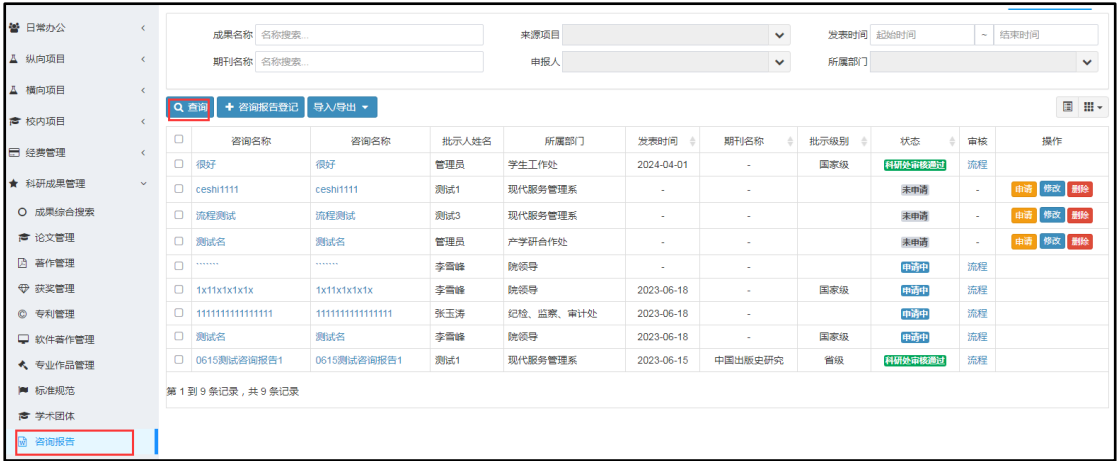 日常办公
纵向项目
横向项目
校内项目
经费管理
科研成果管理
成果综合搜索
论文管理
著作管理
获奖管理
专利管理
软件著作管理
专业作品管理
标准规范
学术团体
咨询报告
成果名称 名称搜索... 来源项目 发表时间 起始时间 ~ 结束时间
期刊名称 名称搜索... 申报人 所属部门
查询 咨询报告登记 导入/导出
咨询名称 咨询名称 批示人姓名 所属部门 发表时间 期刊名称 批示级别 状态 审核 操作
很好 很好 管理员 学生工作处 2024-04-01 - 国家级 科研处审核通过 流程
ceshi1111 ceshi1111 测试1 现代服务管理系 - - 未申请 - 申请 修改 删除
流程测试 流程测试 测试3 现代服务管理系 - - 未申请 - 申请 修改 删除
测试名 测试名 管理员 产学研合作处 - - 未申请 - 申请 修改 删除
李雪峰 院领导 - - 申请中 流程
1x11x1x1x1x 1x11x1x1x1x 李雪峰 院领导 2023-06-18 - 国家级 申请中 流程
1111111111111111 1111111111111111 张玉涛 纪检、监察、审计处 2023-06-18 - 申请中 流程
测试名 测试名 李雪峰 院领导 2023-06-18 - 国家级 申请中 流程
0615测试咨询报告1 0615测试咨询报告1 测试1 现代服务管理系 2023-06-15 中国出版史研究 省级 科研处审核通过 流程
第 1 到 9 条记录，共 9 条记录